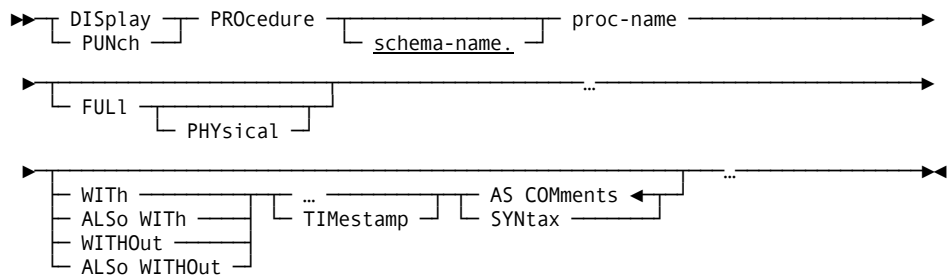 DISplay PROcedure proc-name
PUNch schema-name.
…
FULl
PHYsical
…
WITh … AS COMments
ALSo WITh TIMestamp SYNtax
WITHOut
ALSo WITHOut